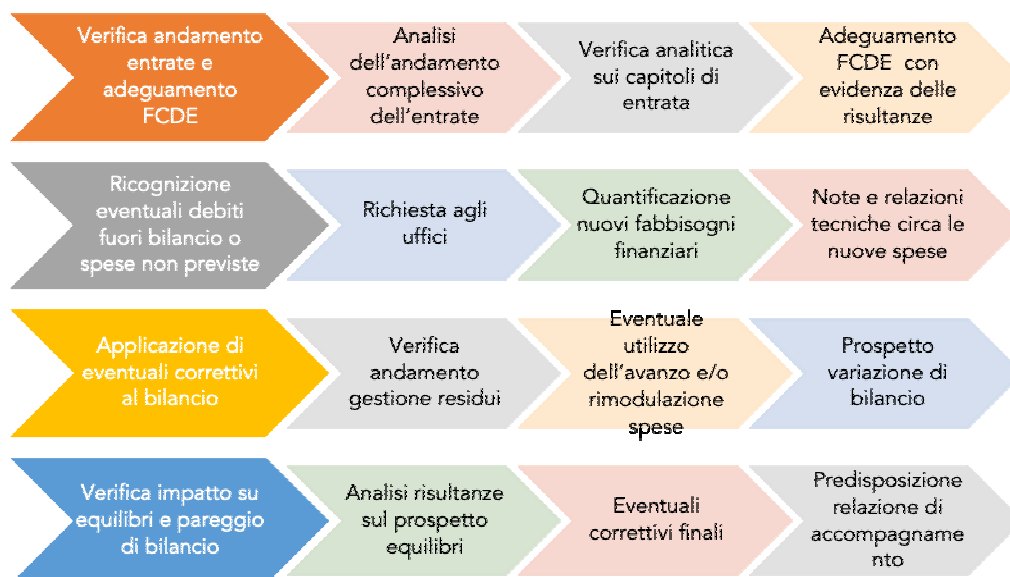 Verifica andamento
entrate e
adeguamento
FCDE
Analisi
dell'andamento
complessivo
dell'entrate
Verifica analitica
sui capitoli di
entrata
Adeguamento
FCDE con
evidenza delle
risultanze
Ricognizione
eventuali debiti
fuori bilancio o
spese non previste
Richiesta agli
uffici
Quantificazione
nuovi fabbisogni
finanziari
Note e relazioni
tecniche circa le
nuove spese
Applicazione di
eventuali correttivi
al bilancio
Verifica
andamento
gestione residui
Eventuale
utilizzo
dell'avanzo e/o
rimodulazione
spese
Prospetto
variazione di
bilancio
Verifica impatto su
equilibri e pareggio
di bilancio
Analisi risultanze
sul prospetto
equilibri
Eventuali
correttivi finali
Predisposizione
relazione di
accompagname
nto